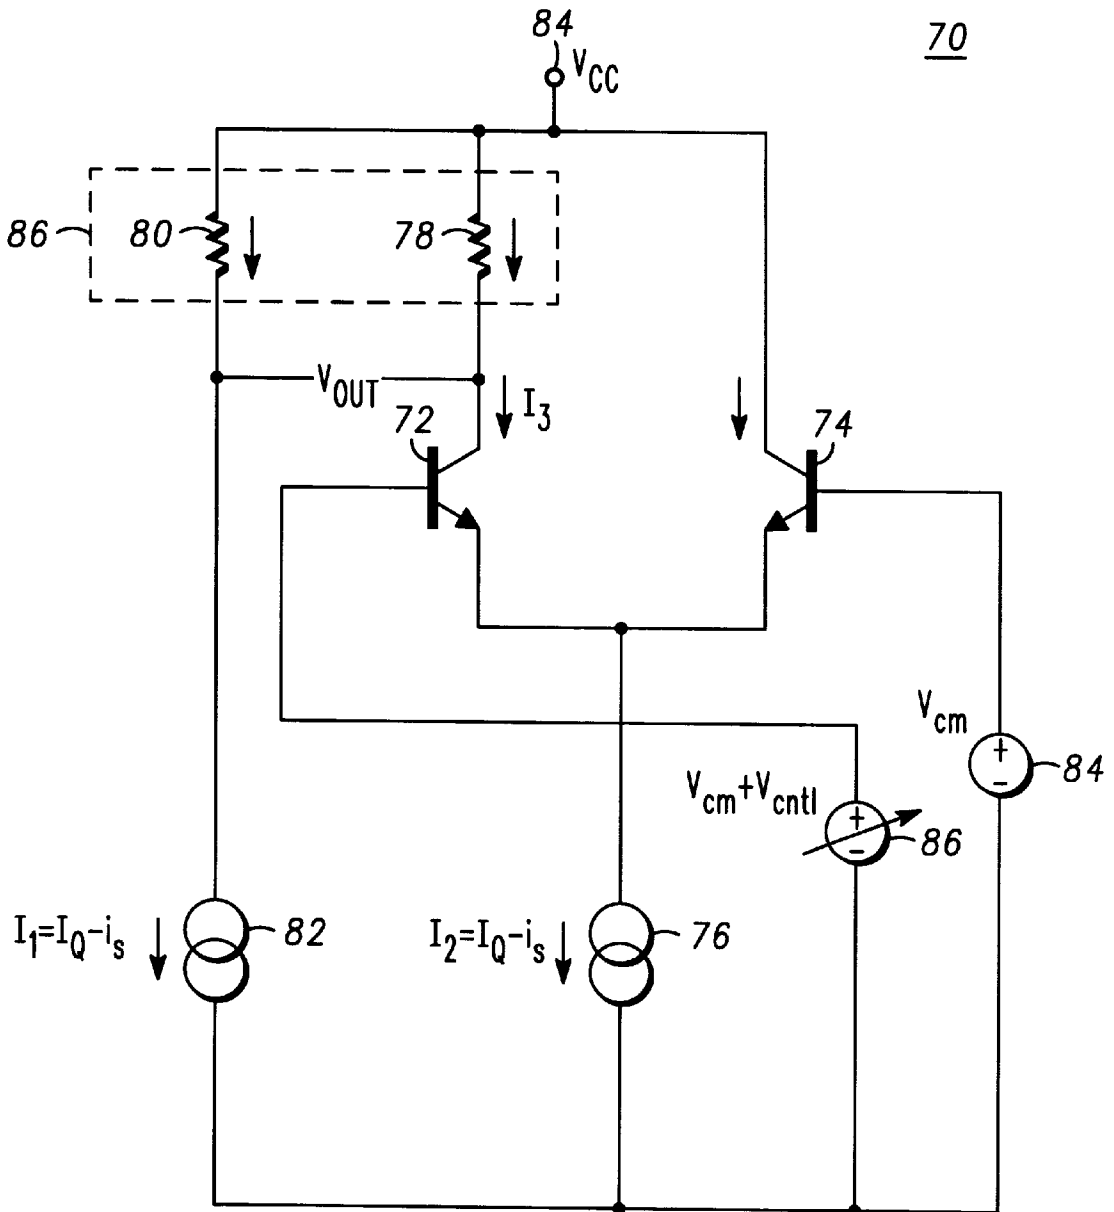 84
70
V_CC
86
80
78
V_OUT
I_3
72
74
V_cm
84
V_cm+V_cntl
86
I_1=I_Q-i_s
82
I_2=I_Q-i_s
76
+
-
+
-